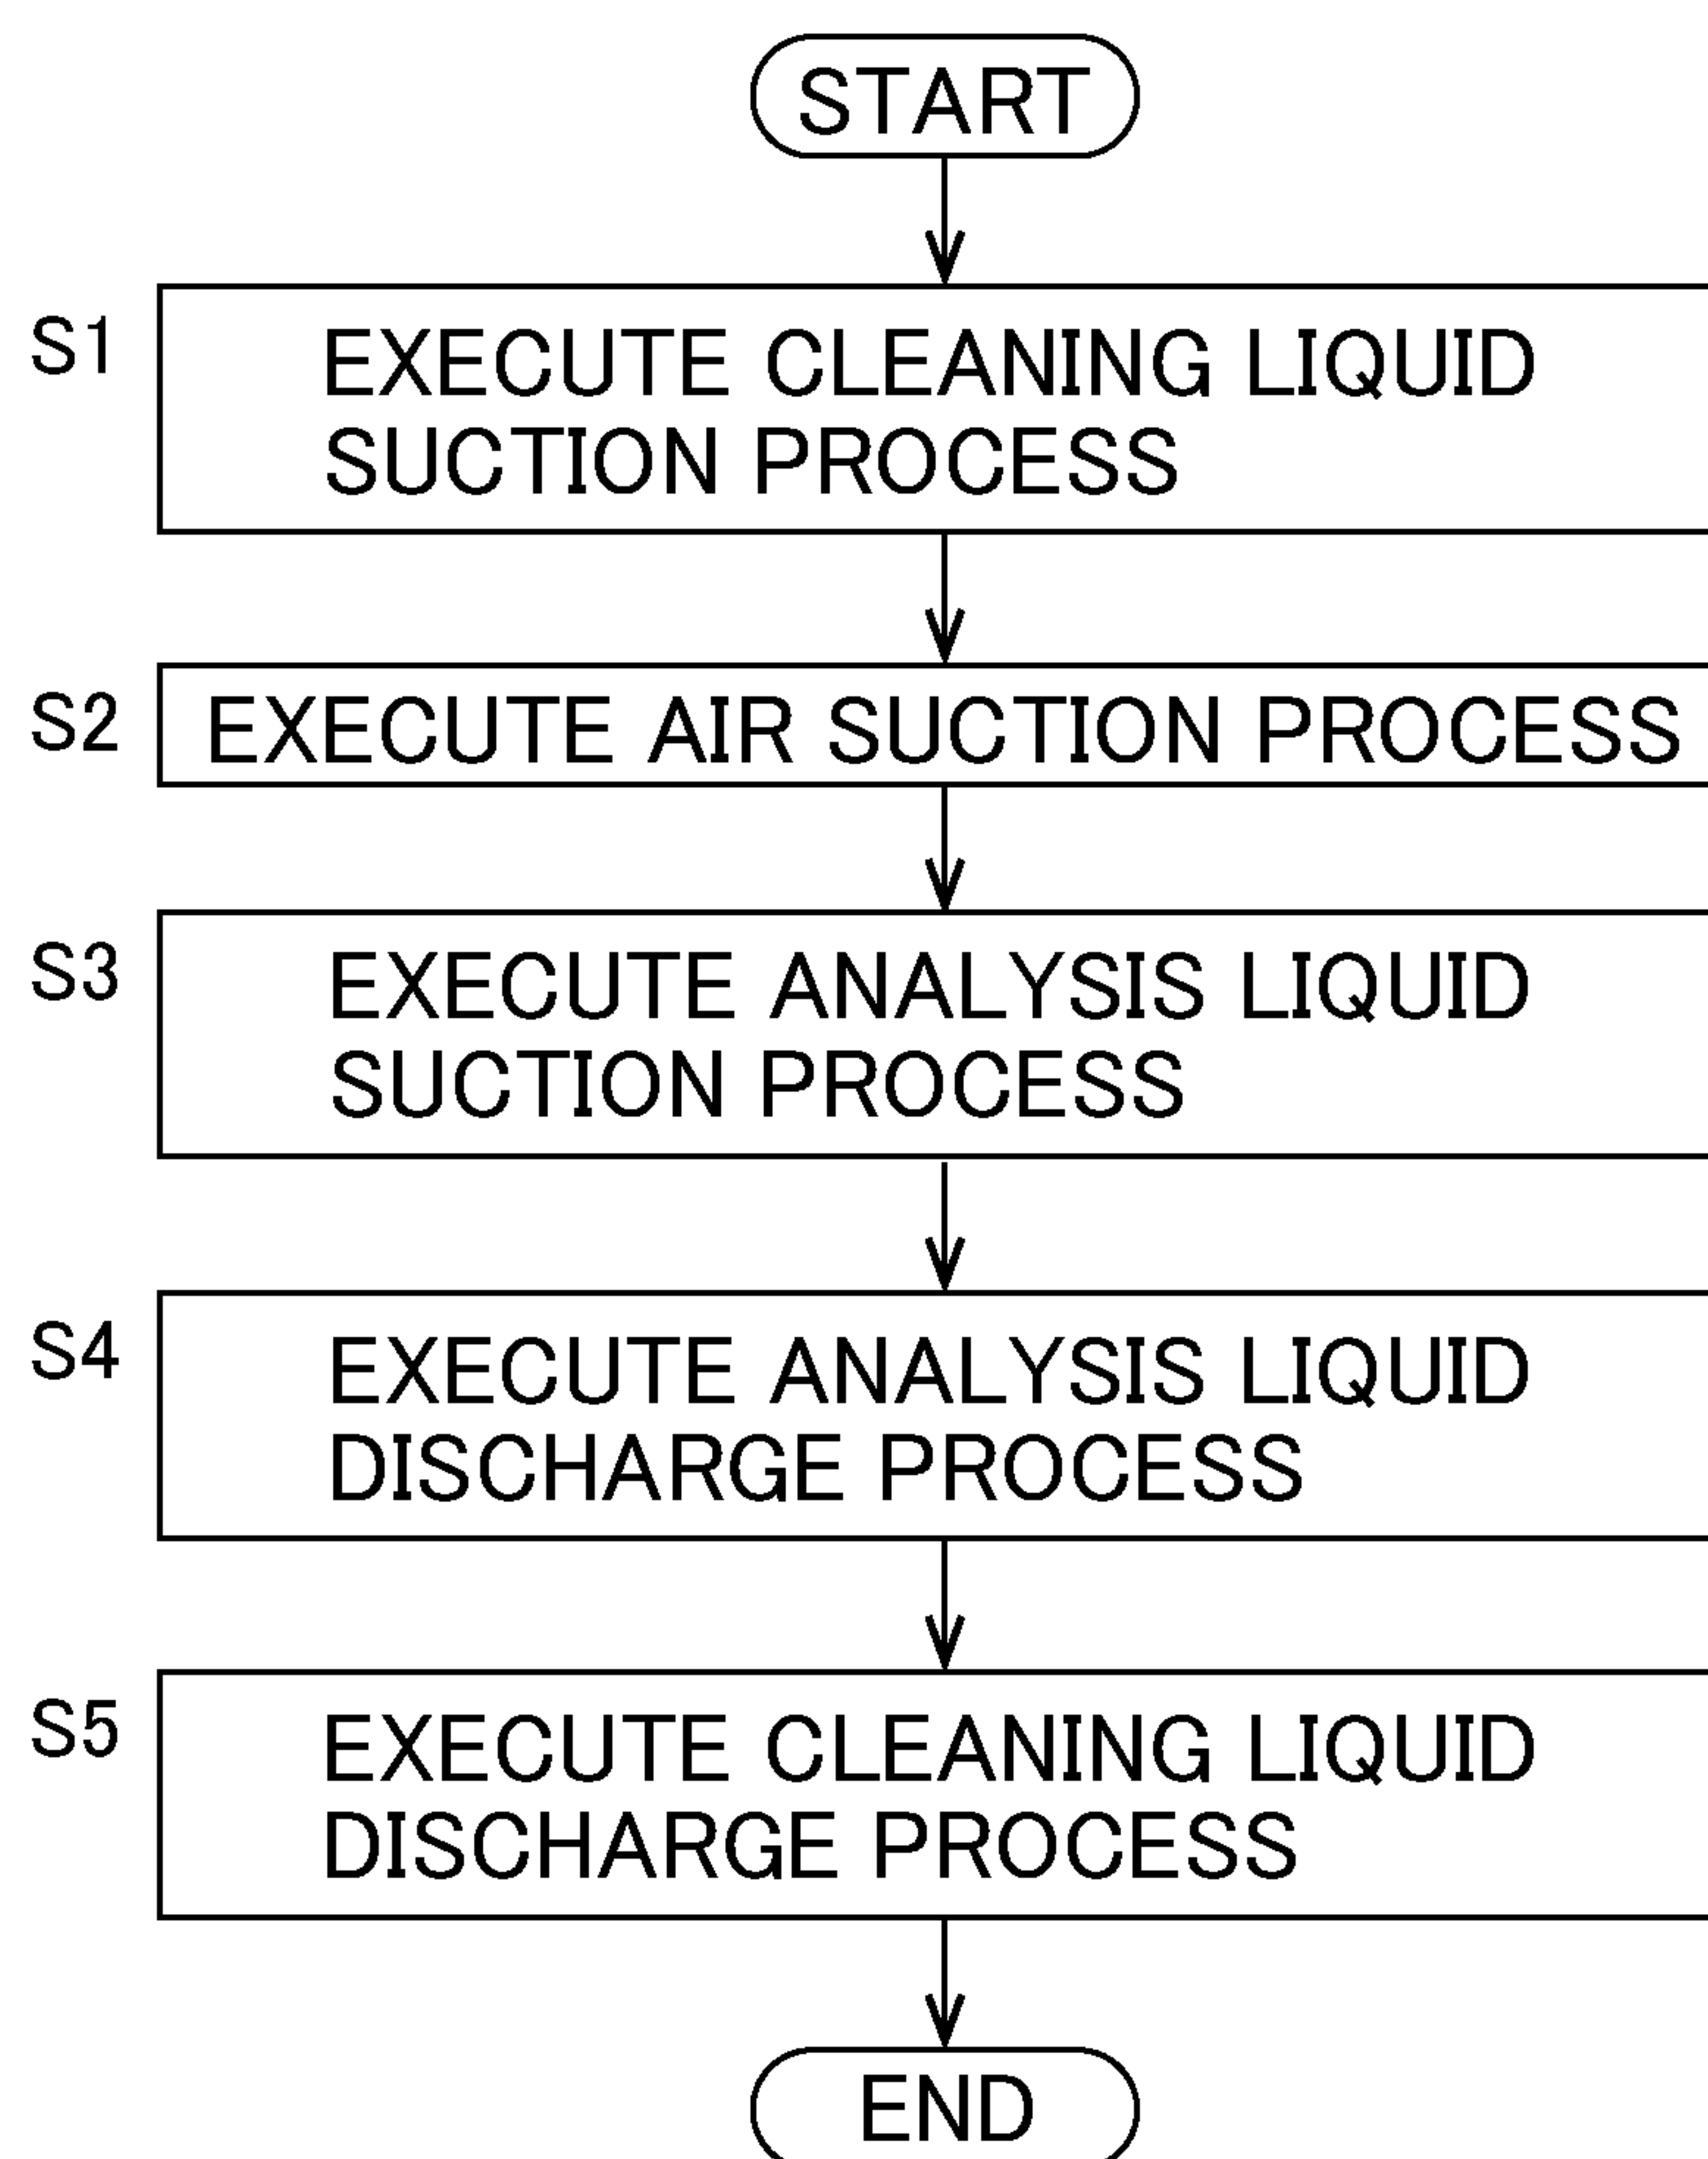 START
S1
EXECUTE CLEANING LIQUID
SUCTION PROCESS
S2
EXECUTE AIR SUCTION PROCESS
S3
EXECUTE ANALYSIS LIQUID
SUCTION PROCESS
S4
EXECUTE ANALYSIS LIQUID
DISCHARGE PROCESS
S5
EXECUTE CLEANING LIQUID
DISCHARGE PROCESS
END